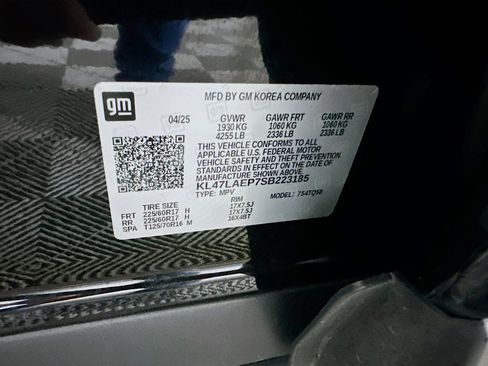 gm
MFD BY GM KOREA COMPANY
04/25 GVWR GAWR FRT GAWR RR
1930 KG 1060 KG 1060 KG
4255 LB 2336 LB 2336 LB
THIS VEHICLE CONFORMS TO ALL
APPLICABLE U.S. FEDERAL MOTOR
VEHICLE SAFETY AND THEFT PREVENTION
STANDARDS IN EFFECT ON THE DATE OF
MANUFACTURE SHOWN ABOVE.
KL47LAEP7SB223185
TYPE: MPV MODEL: 7S4TQ58
TIRE SIZE RIM
FRT 225/60R17 H 17X7.5J
RR 225/60R17 H 17X7.5J
SPA T125/70R16 M 16X4BT